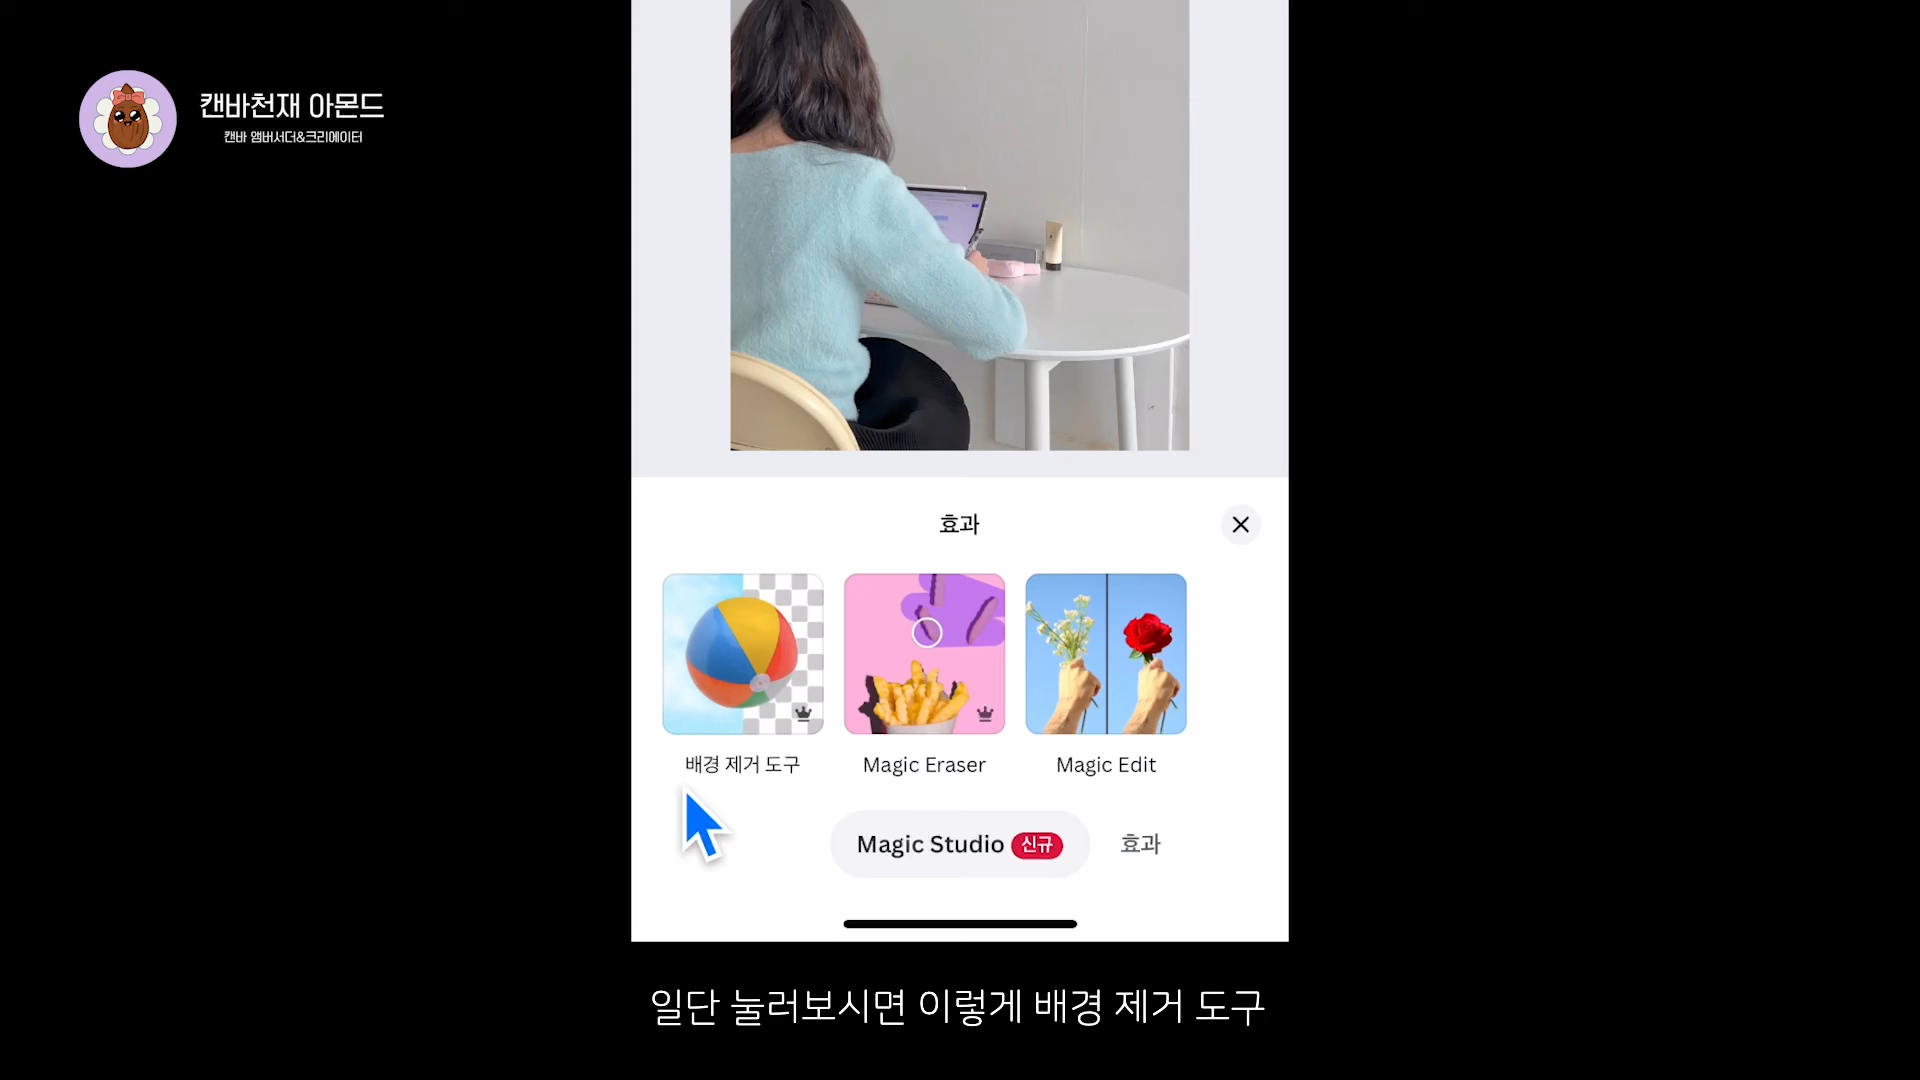 캔바천재 아몬드
캔바 앰버서더&크리에이터
효과
배경 제거 도구
Magic Eraser
Magic Edit
Magic Studio 신규
효과
일단 눌러보시면 이렇게 배경 제거 도구